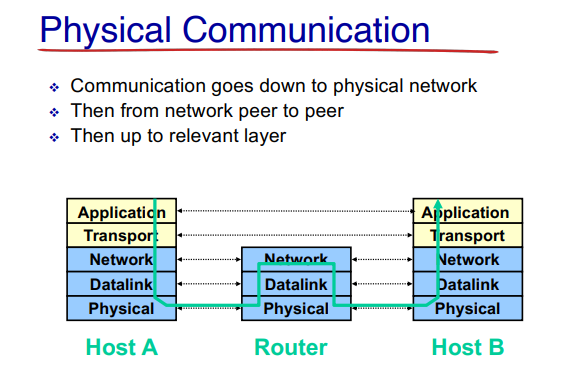 Physical Communication
Communication goes down to physical network
Then from network peer to peer
Then up to relevant layer
Application Application
Transport Transport
Network Network Network
Datalink Datalink Datalink
Physical Physical Physical
Host A Router Host B